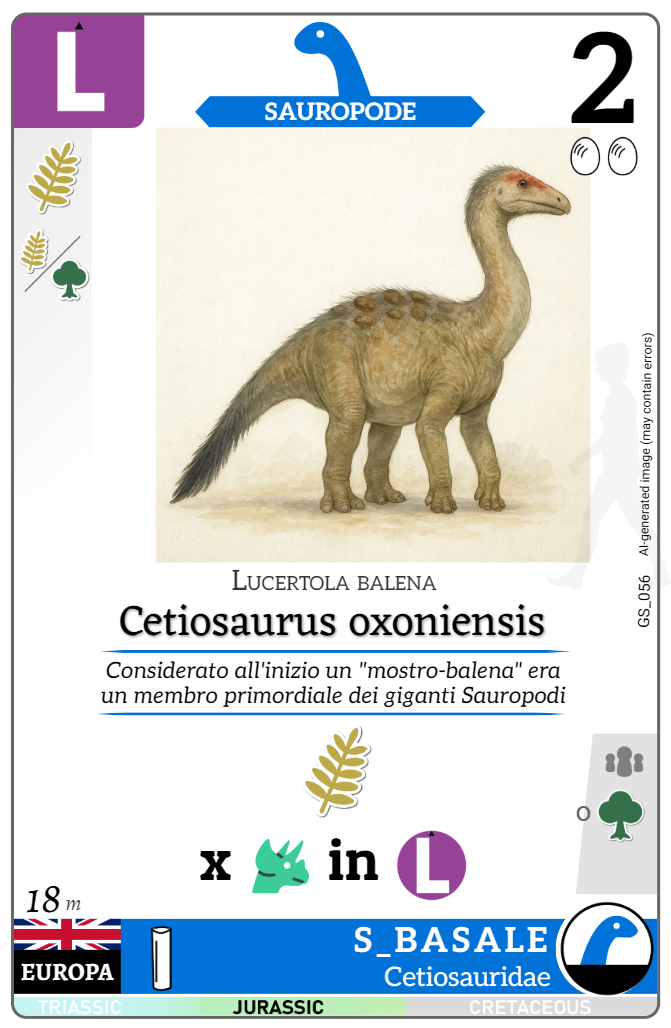 L
SAUROPODE
2
AI-generated image (may contain errors)
GS_056
Lucertola balena
Cetiosaurus oxoniensis
Considerato all'inizio un "mostro-balena" era
un membro primordiale dei giganti Sauropodi
o
x in L
18 m
EUROPA
S_BASALE
Cetiosauridae
TRIASSIC JURASSIC CRETACEOUS